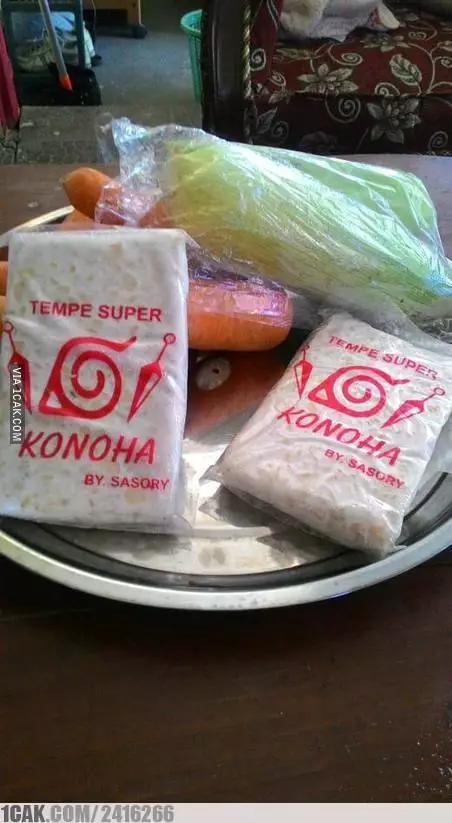 TEMPE SUPER
KONOHA
BY. SASORY
TEMPE SUPER
KONOHA
BY. SASORY
VIA 1CAK.COM
1CAK.COM/2416266